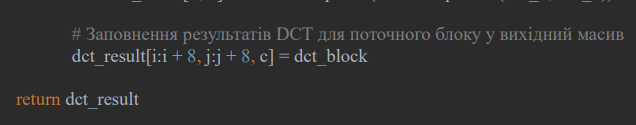 # Заповнення результатів DCT для поточного блоку у вихідний масив
dct_result[i:i + 8, j:j + 8, c] = dct_block
return dct_result